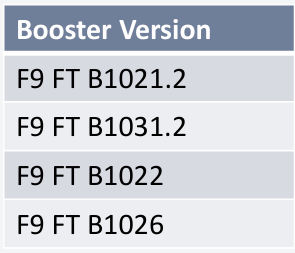 Booster Version
F9 FT B1021.2
F9 FT B1031.2
F9 FT B1022
F9 FT B1026